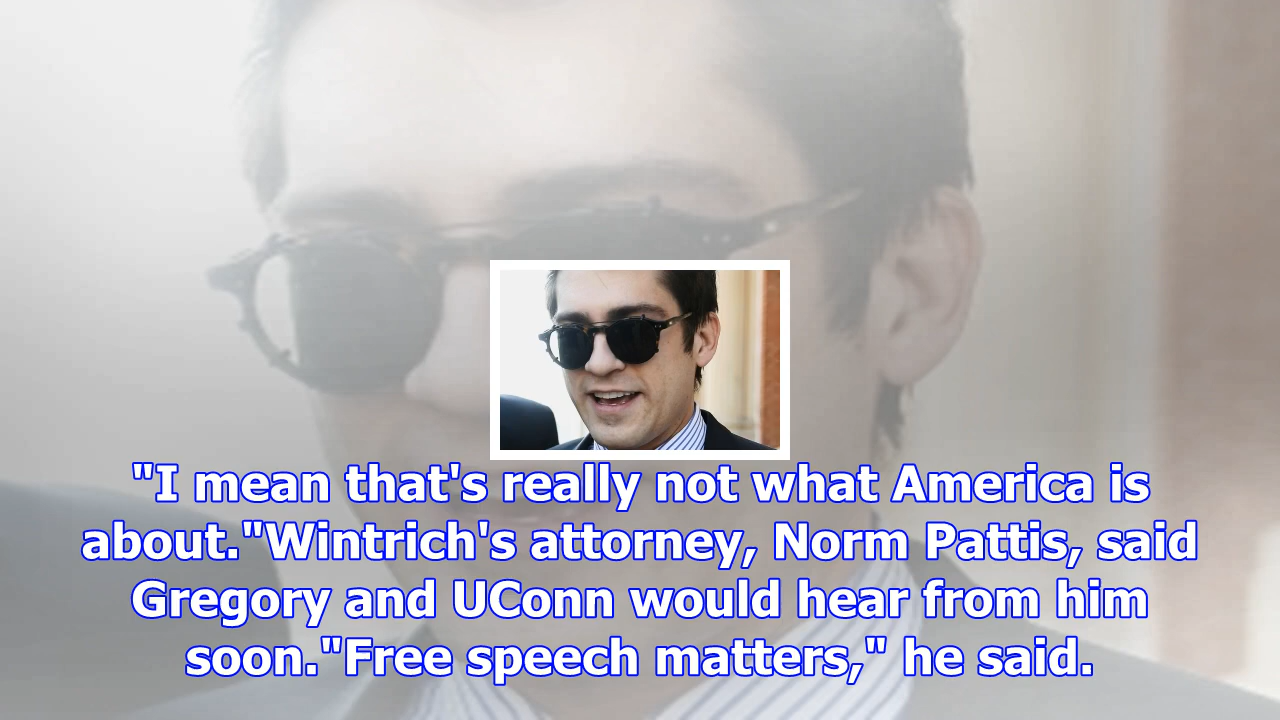 "I mean that's really not what America is
about."Wintrich's attorney, Norm Pattis, said
Gregory and UConn would hear from him
soon."Free speech matters," he said.